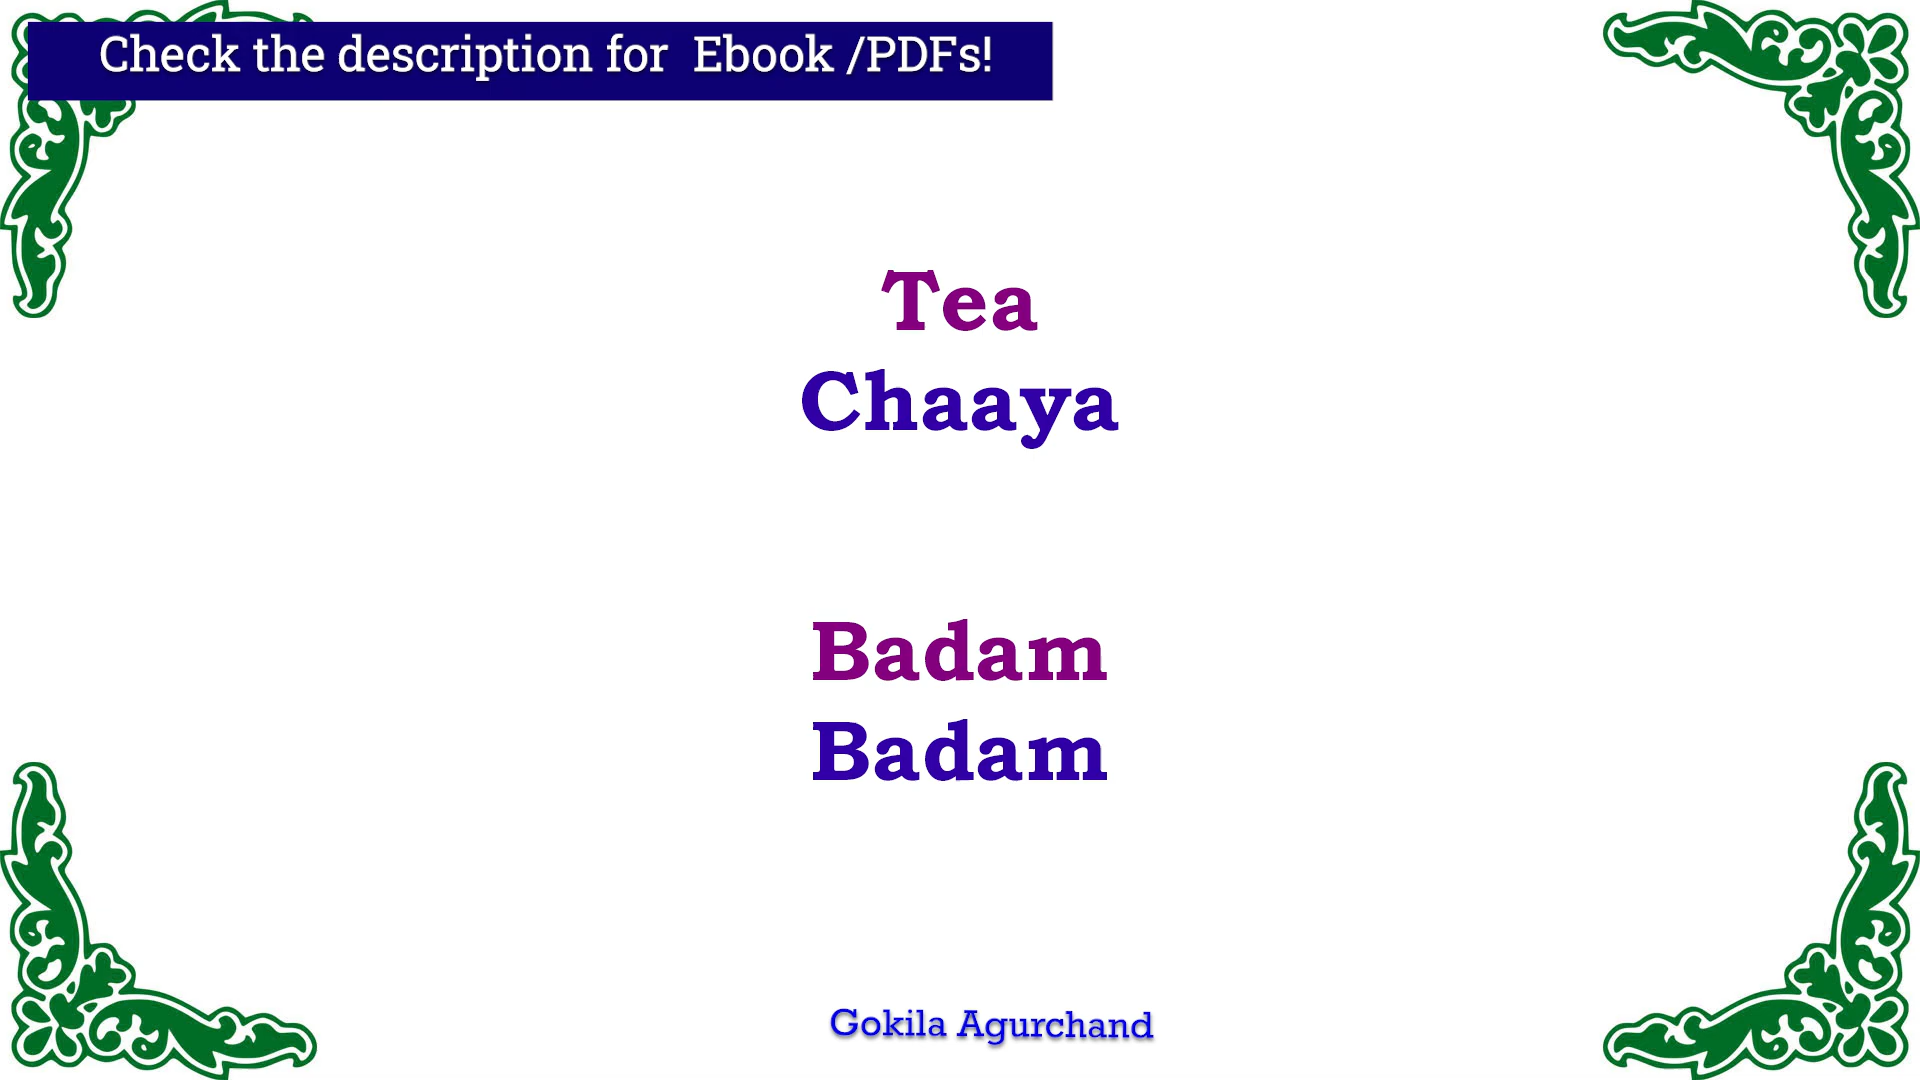 Check the description for Ebook /PDFs!
Tea
Chaaya
Badam
Badam
Gokila Agurchand